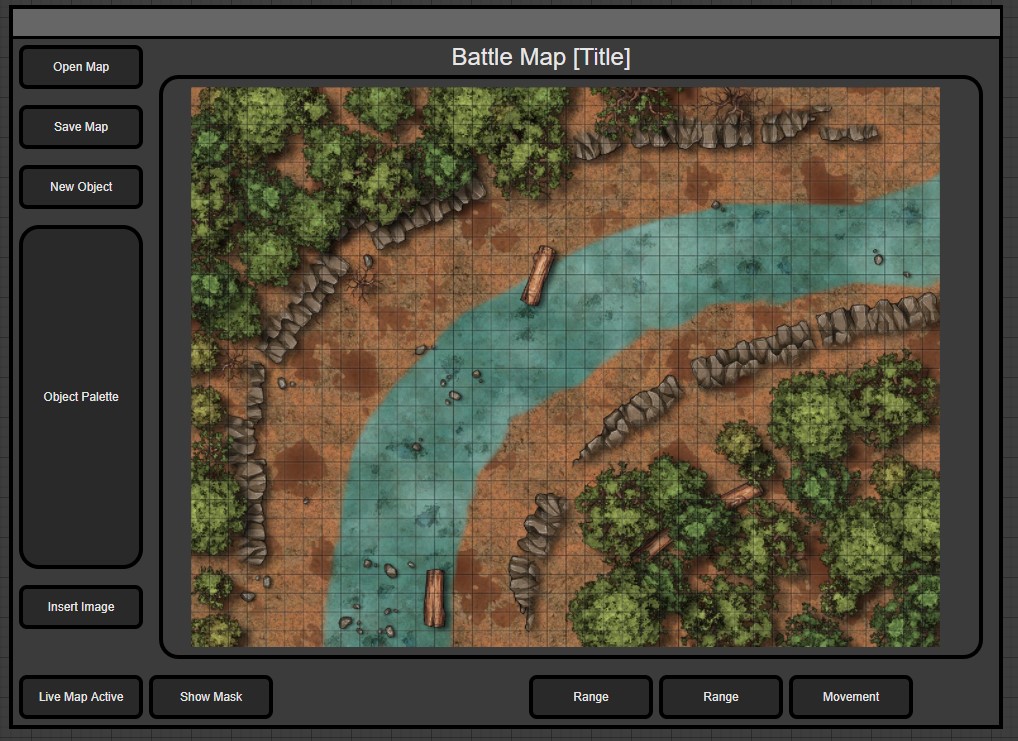 Battle Map [Title]
Open Map
Save Map
New Object
Object Palette
Insert Image
Live Map Active
Show Mask
Range
Range
Movement